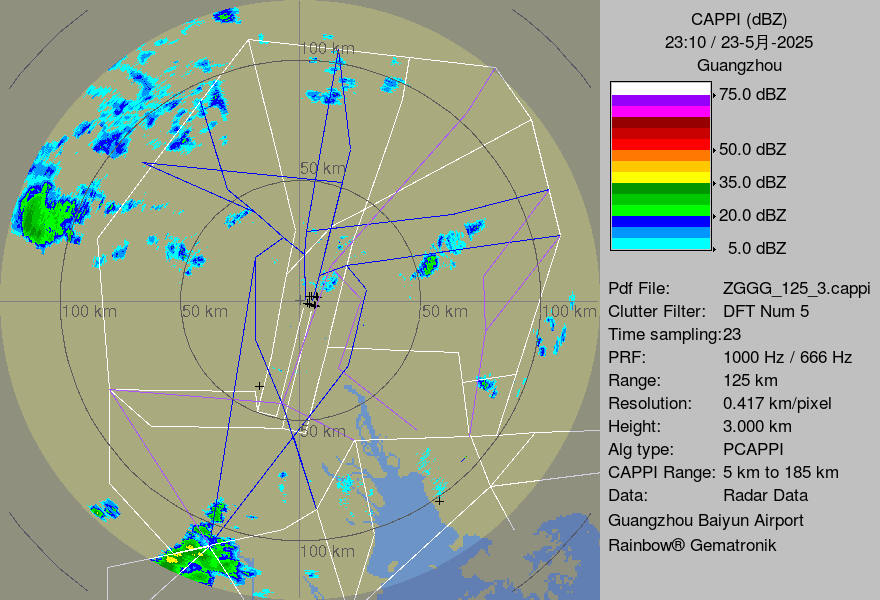 100 km
50 km
100 km
50 km
50 km
100 km
50 km
100 km
CAPPI (dBZ)
23:10 / 23-5月-2025
Guangzhou
75.0 dBZ
50.0 dBZ
35.0 dBZ
20.0 dBZ
5.0 dBZ
Pdf File: ZGGG_125_3.cappi
Clutter Filter: DFT Num 5
Time sampling:23
PRF: 1000 Hz / 666 Hz
Range: 125 km
Resolution: 0.417 km/pixel
Height: 3.000 km
Alg type: PCAPPI
CAPPI Range: 5 km to 185 km
Data: Radar Data
Guangzhou Baiyun Airport
Rainbow® Gematronik